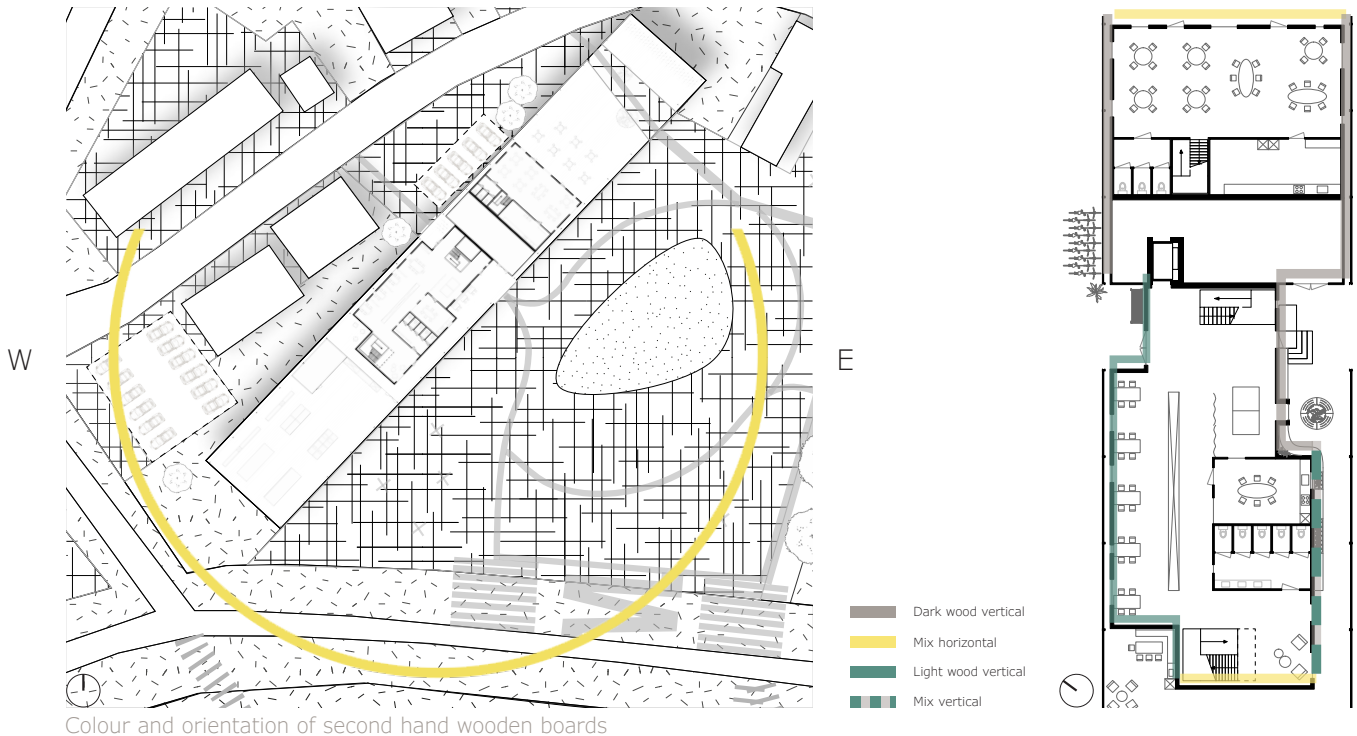 W
E
Dark wood vertical
Mix horizontal
Light wood vertical
Mix vertical
Colour and orientation of second hand wooden boards